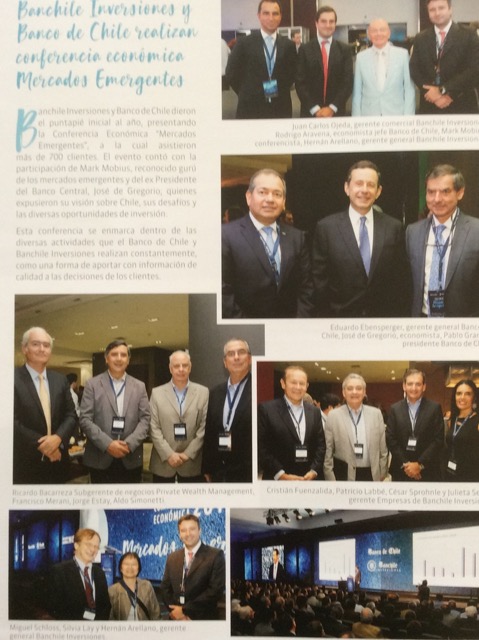 Banchile Inversiones y
Banco de Chile realizan
conferencia económica
Mercados Emergentes
Banchile Inversiones y Banco de Chile dieron
el puntapié inicial al año, presentando
la Conferencia Económica "Mercados
Emergentes", a la cual asistieron
más de 700 clientes. El evento contó con la
participación de Mark Mobius, reconocido gurú
de los mercados emergentes y del ex Presidente
del Banco Central, José de Gregorio, quienes
expusieron su visión sobre Chile, sus desafíos y
las diversas oportunidades de inversión.
Esta conferencia se enmarca dentro de las
diversas actividades que el Banco de Chile y
Banchile Inversiones realizan constantemente,
como una forma de aportar con información de
calidad a las decisiones de los clientes.
Juan Carlos Ojeda, gerente comercial Banchile Inversion
Rodrigo Aravena, economista jefe Banco de Chile, Mark Mob
conferencista, Hernán Arellano, gerente general Banchile Inversion
Eduardo Ebensperger, gerente general Banc
Chile, José de Gregorio, economista, Pablo Gra
presidente Banco de C
Ricardo Bacarreza Subgerente de negocios Private Wealth Management,
Francisco Merani, Jorge Estay, Aldo Simonetti.
Cristián Fuenzalida, Patricio Labbé, César Sprohnle y Julieta Se
gerente Empresas de Banchile Inversi
ECONÓMICA
Mercados
Banco de Chile
Banchile
Miguel Schloss, Silvia Lay y Hernán Arellano, gerente
general Banchile Inversiones.